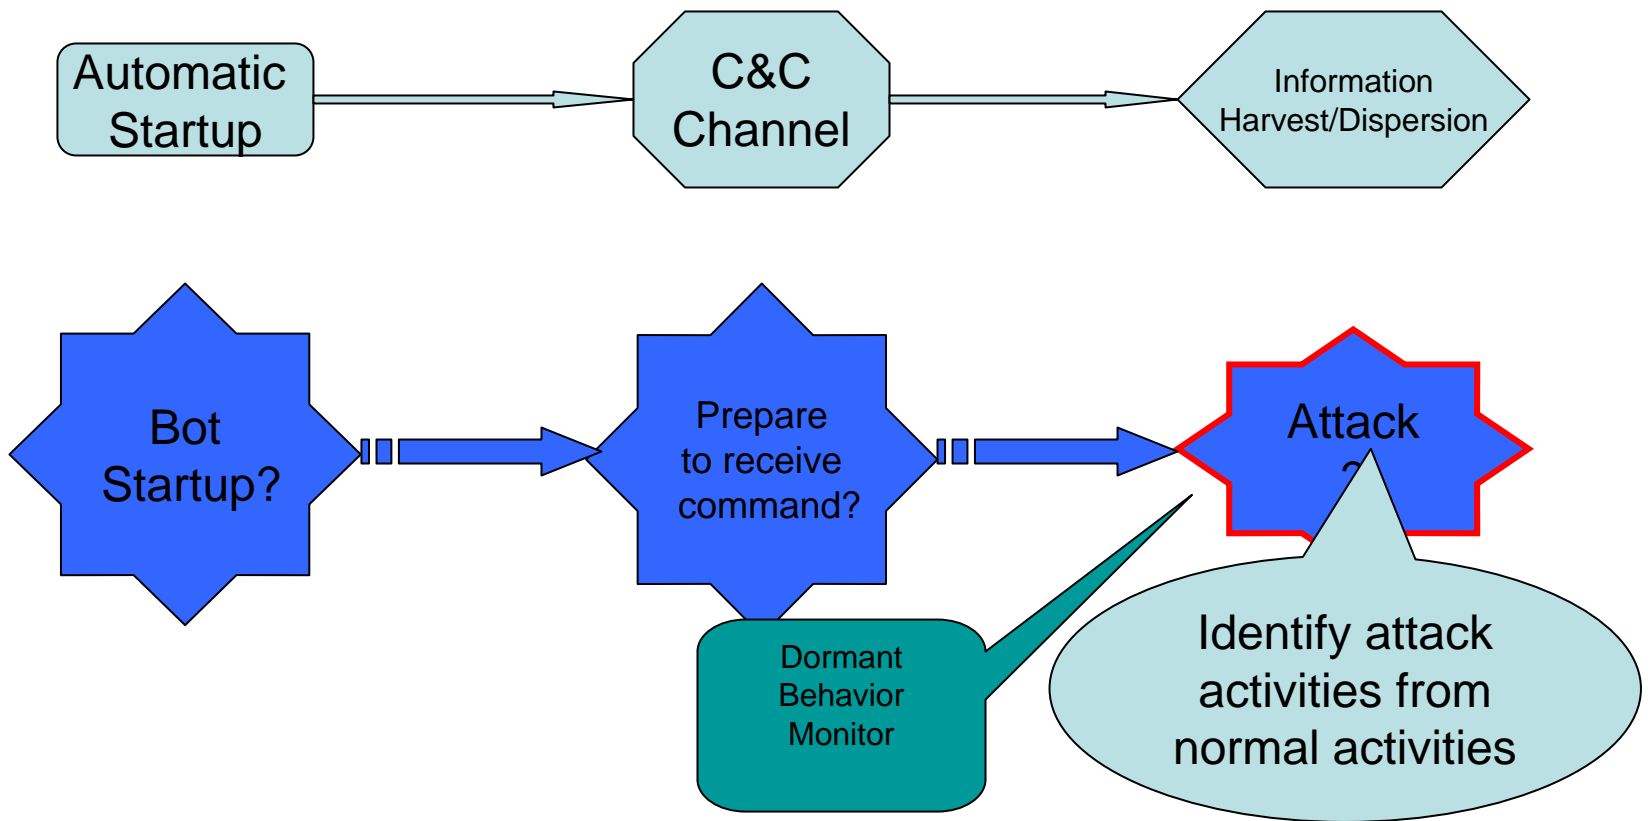 Automatic
Startup
C&C
Channel
Information
Harvest/Dispersion
Bot
Startup?
Prepare
to receive
command?
Attack
Dormant
Behavior
Monitor
Identify attack
activities from
normal activities